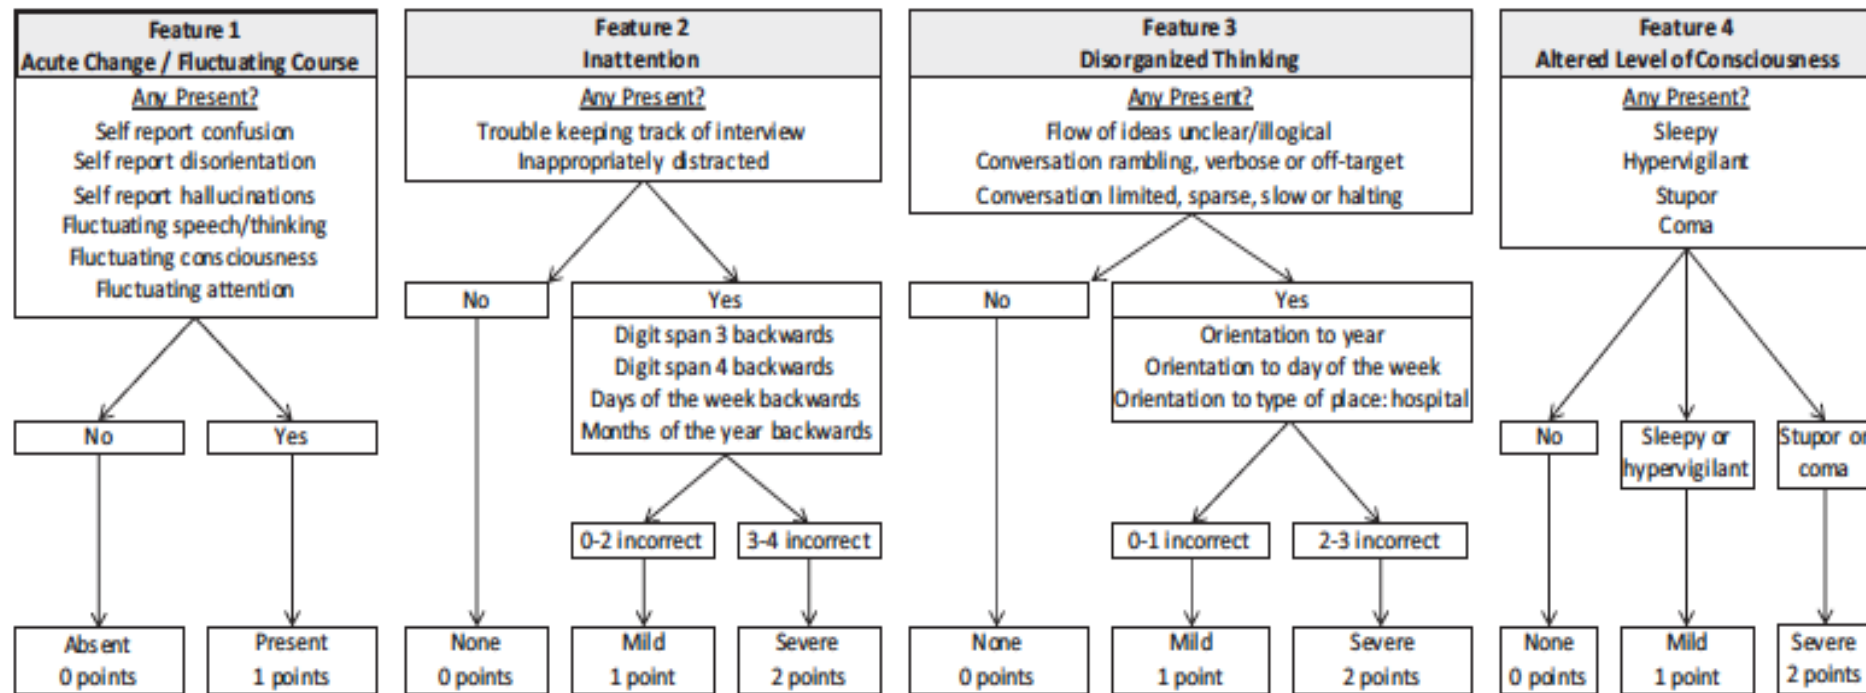 Feature 1
Acute Change / Fluctuating Course
Any Present?
Self report confusion
Self report disorientation
Self report hallucinations
Fluctuating speech/thinking
Fluctuating consciousness
Fluctuating attention
No
Yes
Absent
0 points
Present
1 points
Feature 2
Inattention
Any Present?
Trouble keeping track of interview
Inappropriately distracted
No
Yes
Digit span 3 backwards
Digit span 4 backwards
Days of the week backwards
Months of the year backwards
0-2 incorrect
3-4 incorrect
None
0 points
Mild
1 point
Severe
2 points
Feature 3
Disorganized Thinking
Any Present?
Flow of ideas unclear/illogical
Conversation rambling, verbose or off-target
Conversation limited, sparse, slow or halting
No
Yes
Orientation to year
Orientation to day of the week
Orientation to type of place: hospital
0-1 incorrect
2-3 incorrect
None
0 points
Mild
1 point
Severe
2 points
Feature 4
Altered Level of Consciousness
Any Present?
Sleepy
Hypervigilant
Stupor
Coma
No
Sleepy or
hypervigilant
Stupor or
coma
None
0 points
Mild
1 point
Severe
2 points